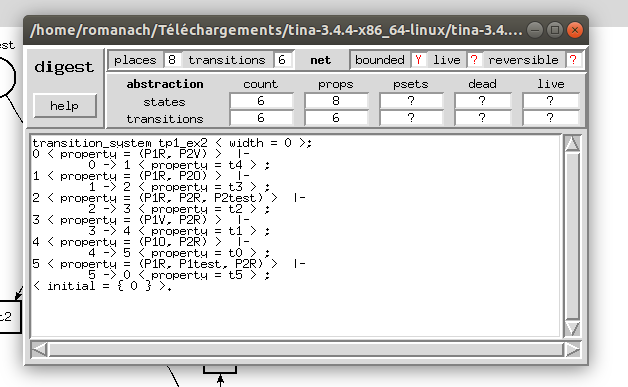 /home/romanach/Téléchargements/tina-3.4.4-x86_64-linux/tina-3.4....
est
digest
places 8 transitions 6 net bounded Y live ? reversible ?
help
abstraction count props psets dead live
states 6 8 ? ? ?
transitions 6 6 ? ? ?
transition_system tp1_ex2 < width = 0 >;
0 < property = (P1R, P2V) > |-
0 -> 1 < property = t4 > ;
1 < property = (P1R, P2O) > |-
1 -> 2 < property = t3 > ;
2 < property = (P1R, P2R, P2test) > |-
2 -> 3 < property = t2 > ;
3 < property = (P1V, P2R) > |-
3 -> 4 < property = t1 > ;
4 < property = (P1O, P2R) > |-
4 -> 5 < property = t0 > ;
5 < property = (P1R, P1test, P2R) > |-
5 -> 0 < property = t5 > ;
< initial = { 0 } >.
t2